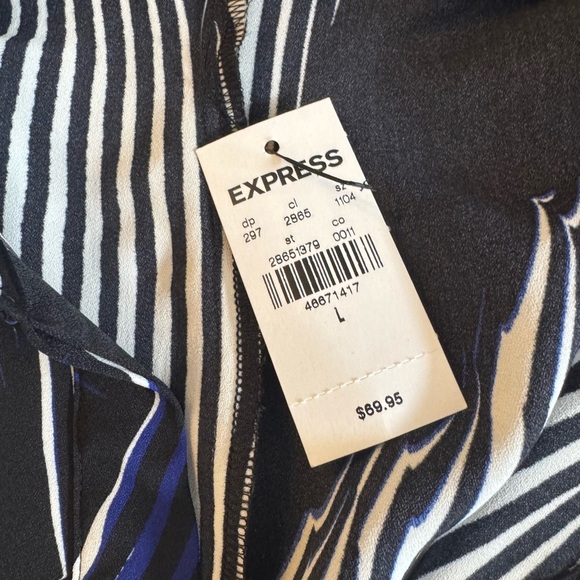 EXPRESS
dp cl sz
297 2865 1104
st co
28651379 0011
46671417
L
$69.95